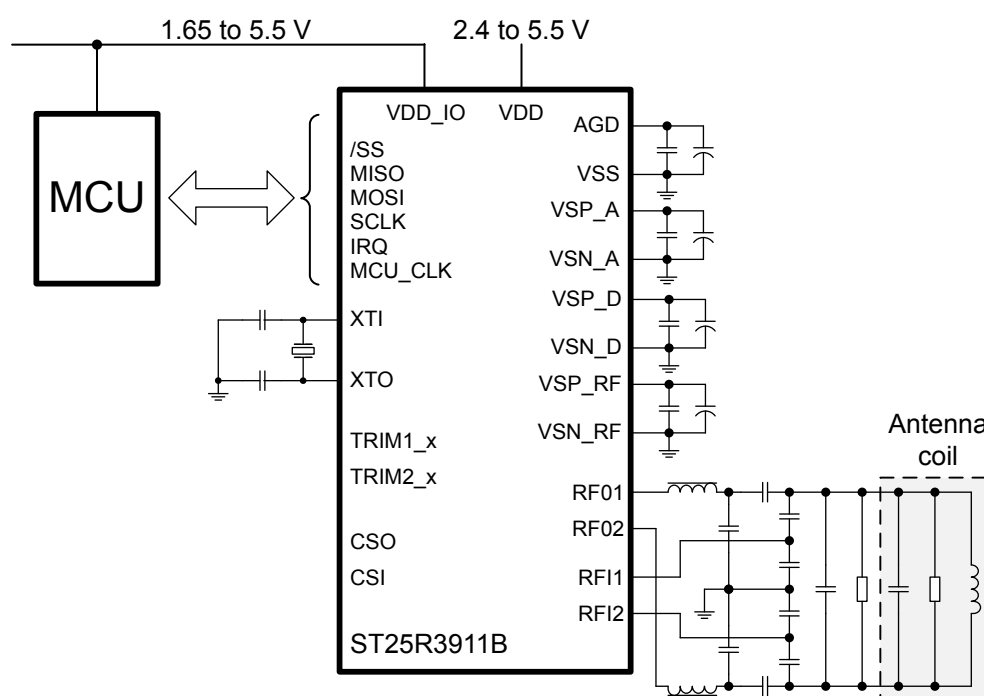 1.65 to 5.5 V
2.4 to 5.5 V
VDD_IO
VDD
MCU
/SS
MISO
MOSI
SCLK
IRQ
MCU_CLK
XTI
XTO
TRIM1_x
TRIM2_x
CSO
CSI
ST25R3911B
AGD
VSS
VSP_A
VSN_A
VSP_D
VSN_D
VSP_RF
VSN_RF
RF01
RF02
RFI1
RFI2
Antenna
coil